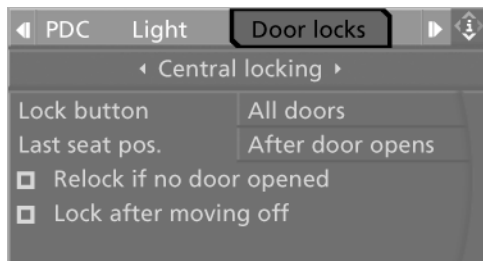 PDC Light Door locks
Central locking
Lock button All doors
Last seat pos. After door opens
Relock if no door opened
Lock after moving off